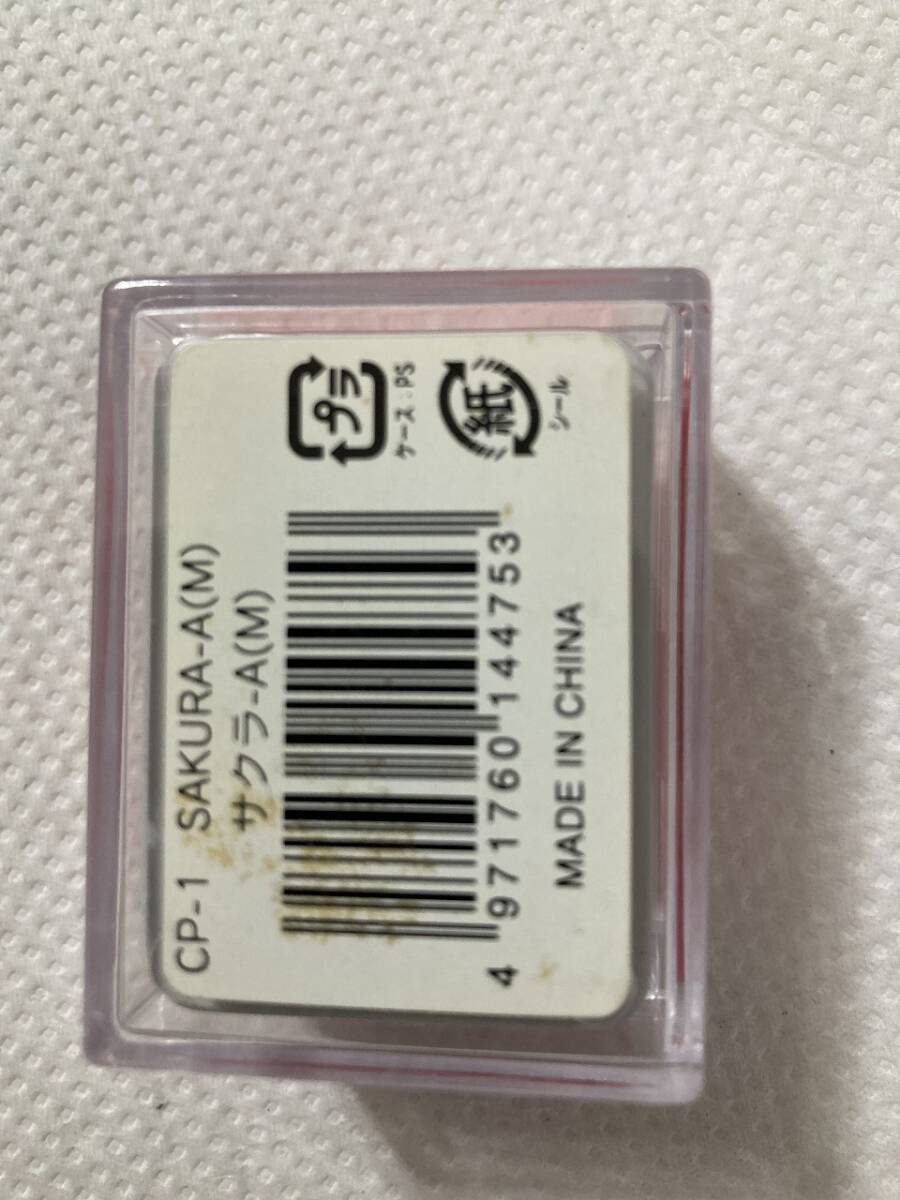 CP-1 SAKURA-A(M)
サクラ-A(M)
4 971760 144753
MADE IN CHINA
プラ
ケース:PS
紙
シール